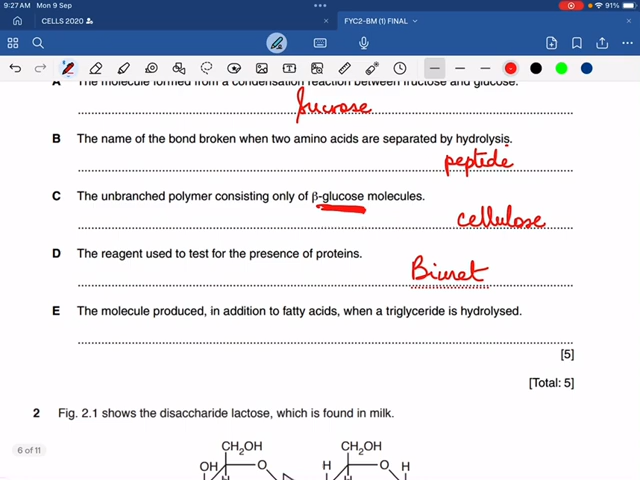 9:27 AM Mon 9 Sep
91%
CELLS 2020
FYC2-BM (1) FINAL
A The molecule formed from a condensation reaction between fructose and glucose.
Sucrose
B The name of the bond broken when two amino acids are separated by hydrolysis.
peptide
C The unbranched polymer consisting only of β-glucose molecules.
cellulose
D The reagent used to test for the presence of proteins.
Biuret
E The molecule produced, in addition to fatty acids, when a triglyceride is hydrolysed.
[5]
[Total: 5]
2 Fig. 2.1 shows the disaccharide lactose, which is found in milk.
6 of 11
CH₂OH CH₂OH
OH O H O H
H